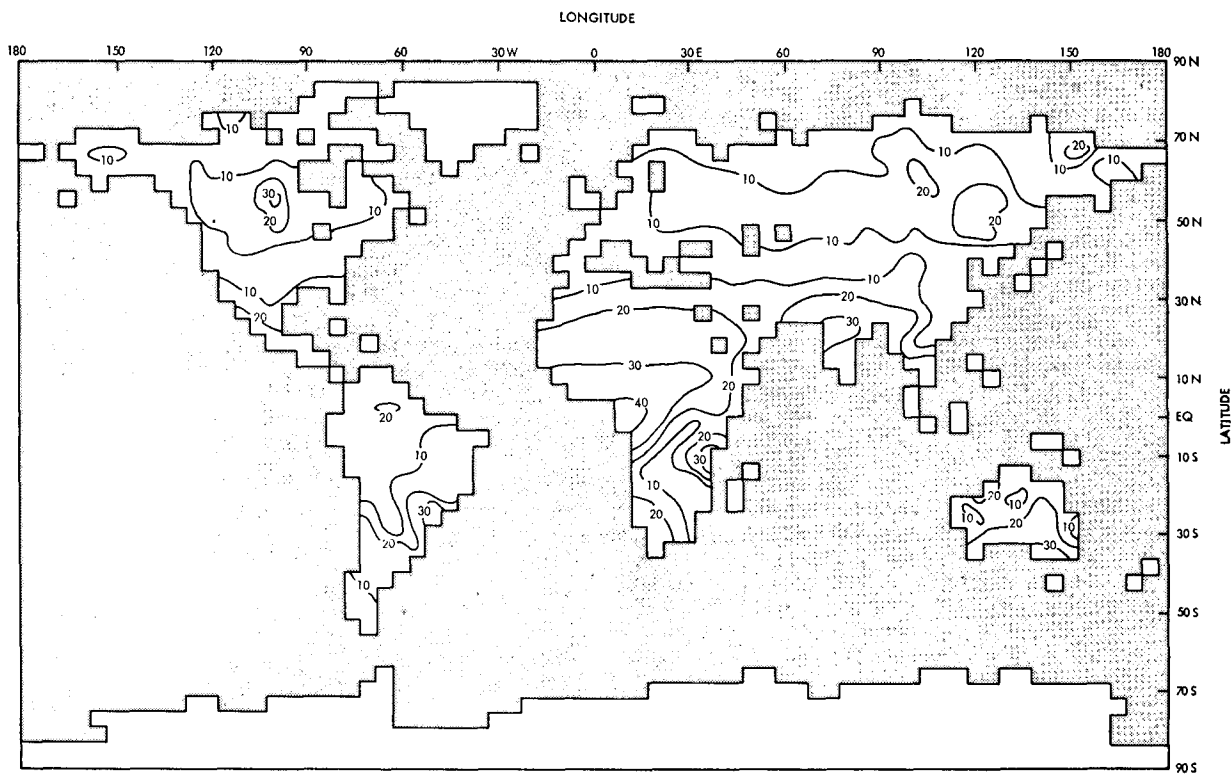 LONGITUDE
180 150 120 90 60 30 W 0 30 E 60 90 120 150 180
90 N
70 N
50 N
30 N
10 N
EQ
10 S
30 S
50 S
70 S
90 S
LATITUDE
10
10 20
10 10 10
10 20
30
20 10 20
10
10 10
10 20 20
20 30
30
40 20
20
20
10 30
10
30 20 10 10
20 20
20 30
10